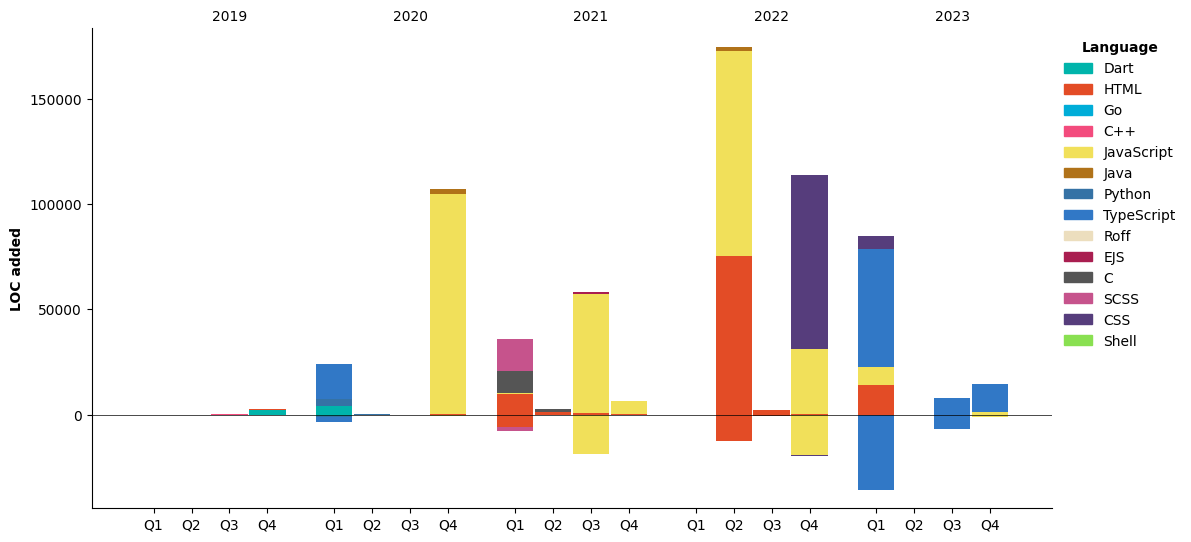 2019 2020 2021 2022 2023
Language
Dart
HTML
Go
C++
JavaScript
Java
Python
TypeScript
Roff
EJS
C
SCSS
CSS
Shell
LOC added
150000
100000
50000
0
Q1 Q2 Q3 Q4 Q1 Q2 Q3 Q4 Q1 Q2 Q3 Q4 Q1 Q2 Q3 Q4 Q1 Q2 Q3 Q4